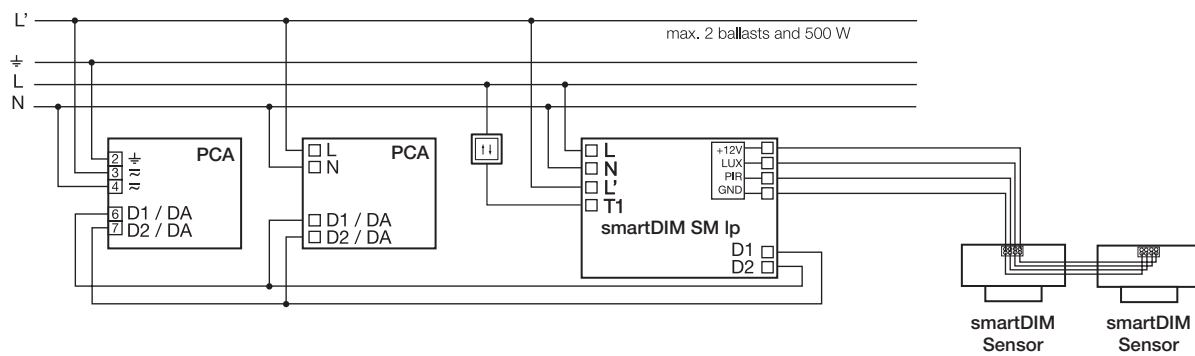 L'
max. 2 ballasts and 500 W
L
N
2 PCA
3
4
6 D1 / DA
7 D2 / DA
L PCA
N
D1 / DA
D2 / DA
L
N
L'
T1
smartDIM SM lp
D1
D2
+12V
LUX
PIR
GND
smartDIM
Sensor
smartDIM
Sensor